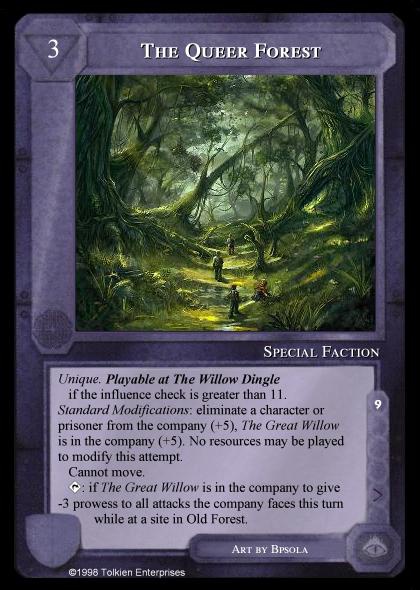 3
THE QUEER FOREST
SPECIAL FACTION
Unique. Playable at The Willow Dingle
if the influence check is greater than 11.
Standard Modifications: eliminate a character or
prisoner from the company (+5), The Great Willow
is in the company (+5). No resources may be played
to modify this attempt.
Cannot move.
: if The Great Willow is in the company to give
-3 prowess to all attacks the company faces this turn
while at a site in Old Forest.
9
ART BY BPSOLA
©1998 Tolkien Enterprises